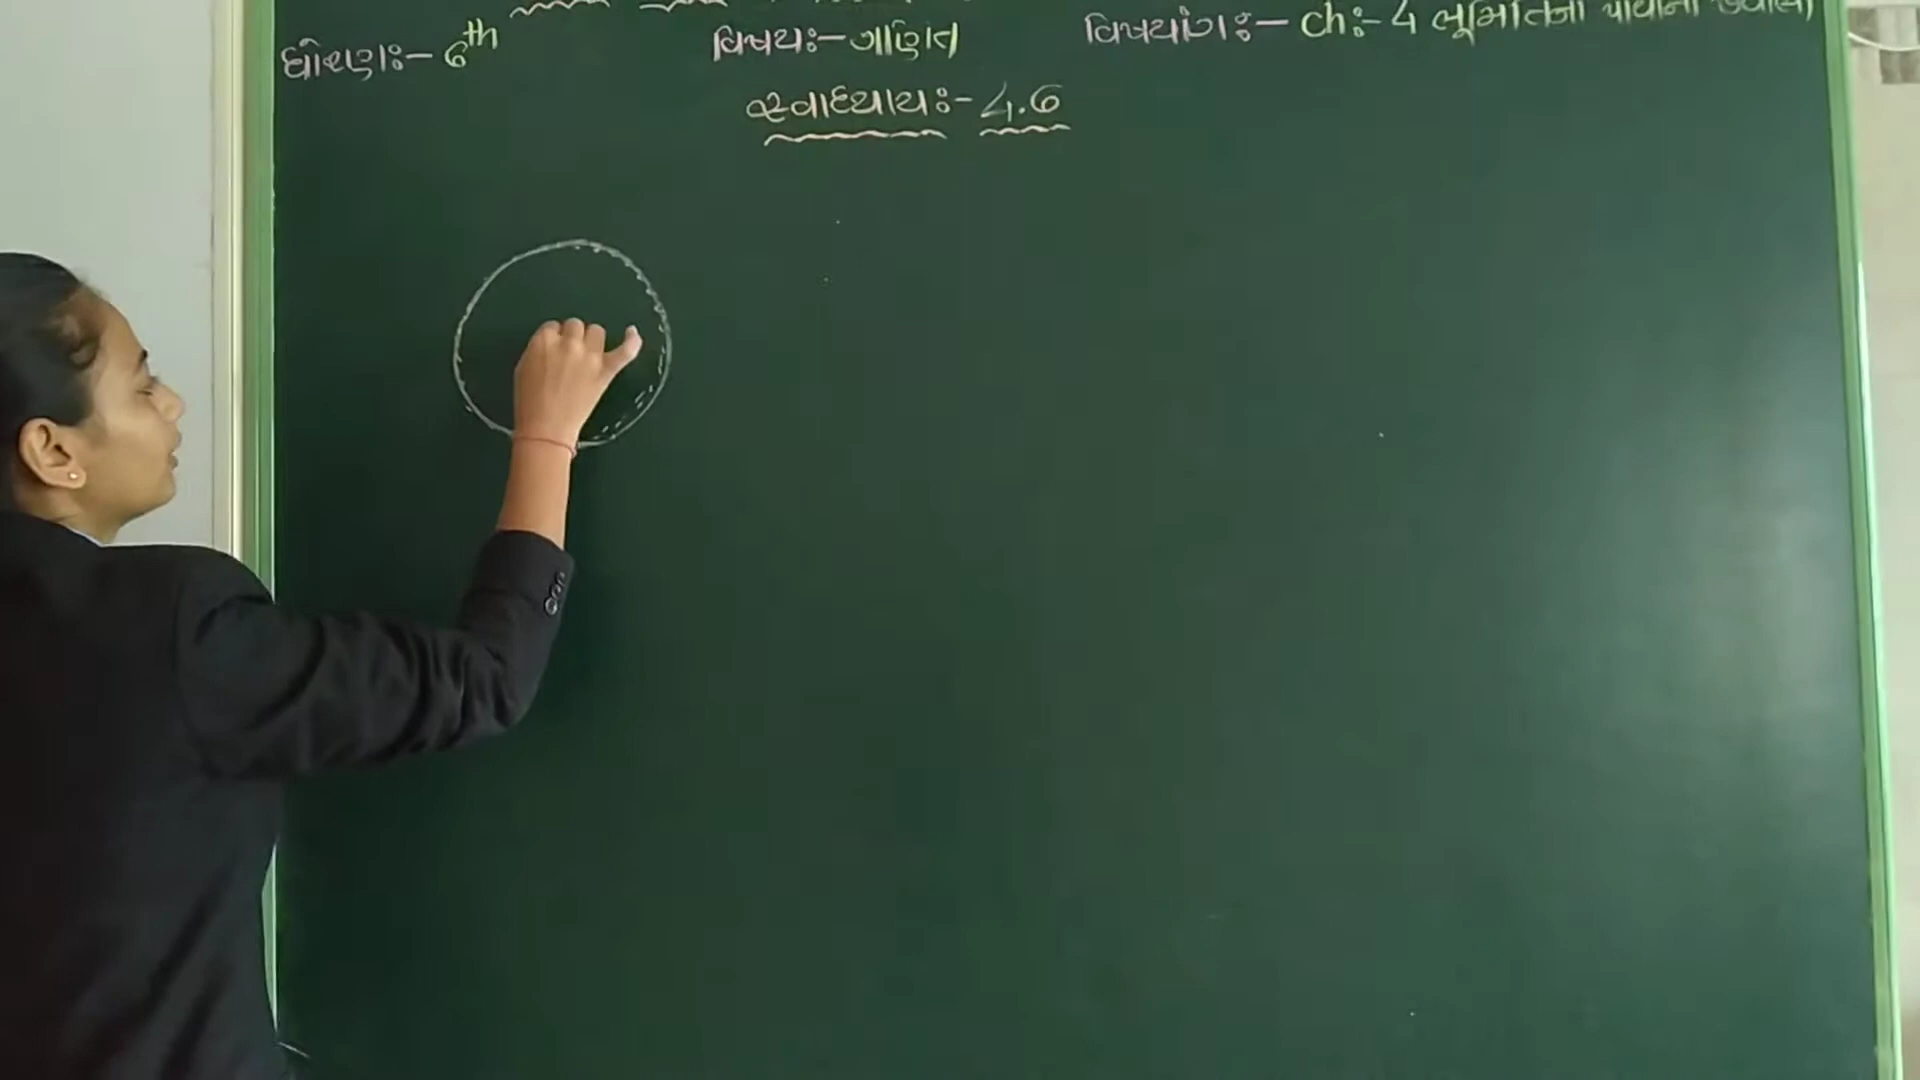 ધોરણઃ- 6th વિષયઃ- ગણિત વિષયાંગઃ- ch:- 4 ભૂમિતિના પાયાના ખ્યાલો
સ્વાધ્યાયઃ- 4.6